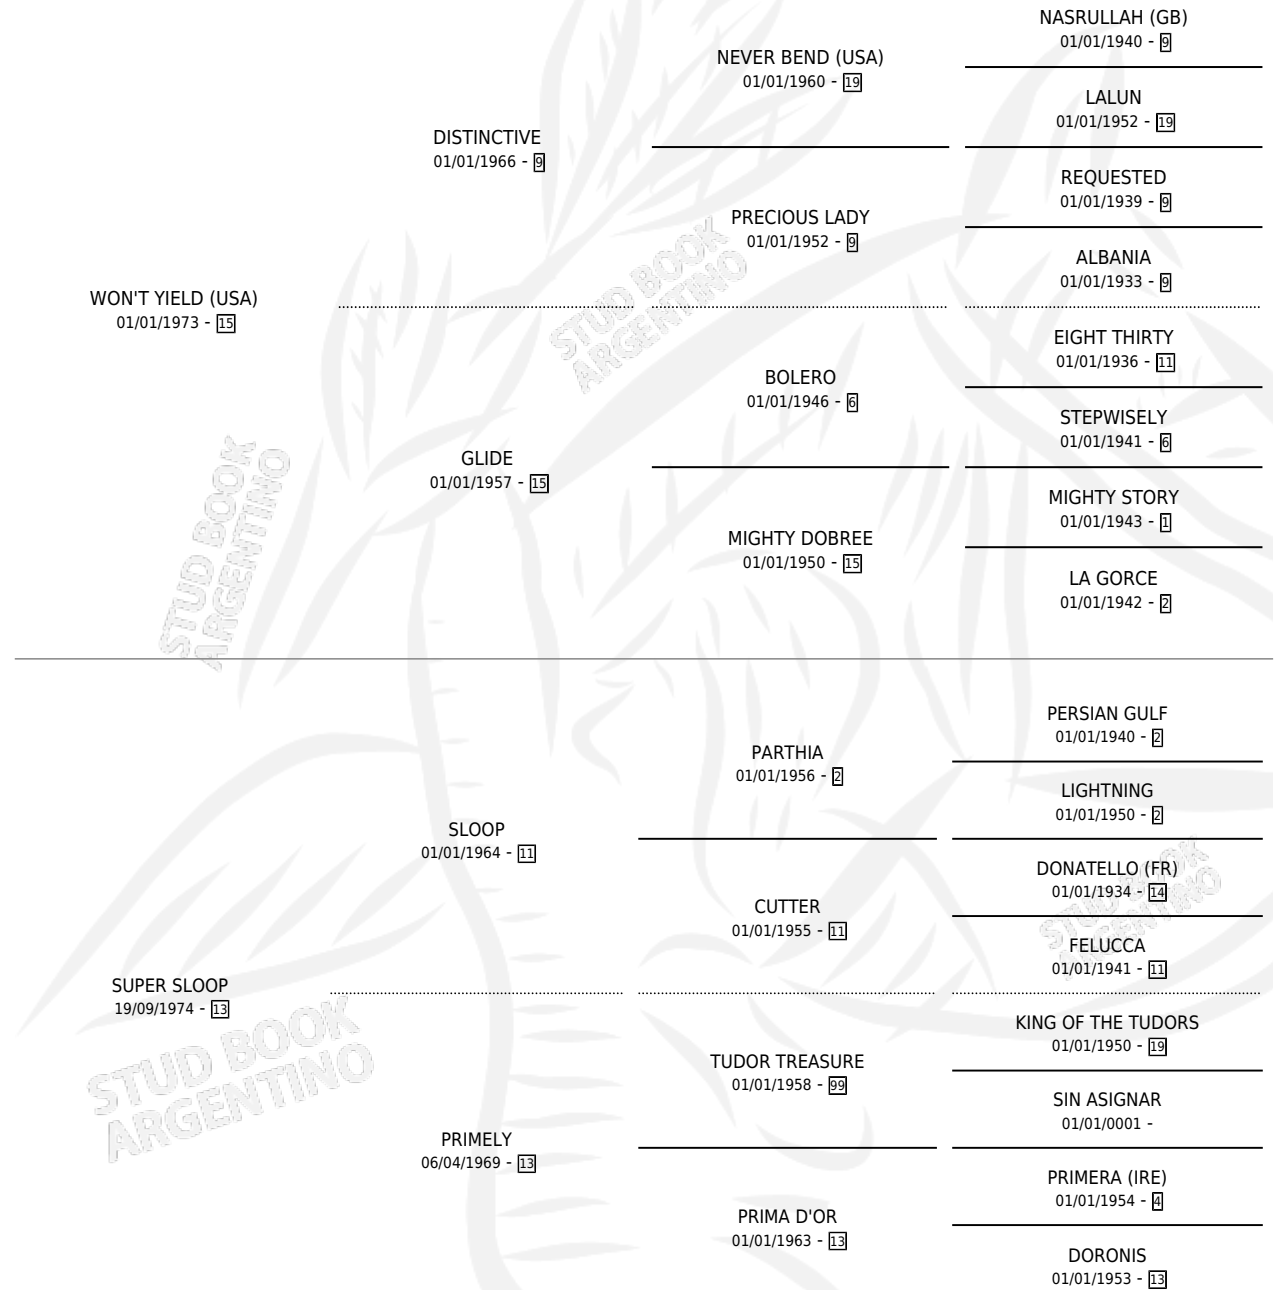 NASRULLAH (GB)
01/01/1940 - 9
NEVER BEND (USA)
01/01/1960 - 19
LALUN
01/01/1952 - 19
DISTINCTIVE
01/01/1966 - 9
REQUESTED
01/01/1939 - 9
PRECIOUS LADY
01/01/1952 - 9
ALBANIA
01/01/1933 - 9
WON'T YIELD (USA)
01/01/1973 - 15
EIGHT THIRTY
01/01/1936 - 11
BOLERO
01/01/1946 - 6
STEPWISELY
01/01/1941 - 6
GLIDE
01/01/1957 - 15
MIGHTY STORY
01/01/1943 - 1
MIGHTY DOBREE
01/01/1950 - 15
LA GORCE
01/01/1942 - 2
PERSIAN GULF
01/01/1940 - 2
PARTHIA
01/01/1956 - 2
LIGHTNING
01/01/1950 - 2
SLOOP
01/01/1964 - 11
DONATELLO (FR)
01/01/1934 - 14
CUTTER
01/01/1955 - 11
FELUCCA
01/01/1941 - 11
SUPER SLOOP
19/09/1974 - 13
KING OF THE TUDORS
01/01/1950 - 19
TUDOR TREASURE
01/01/1958 - 99
SIN ASIGNAR
01/01/0001 -
PRIMELY
06/04/1969 - 13
PRIMERA (IRE)
01/01/1954 - 4
PRIMA D'OR
01/01/1963 - 13
DORONIS
01/01/1953 - 13
STUD BOOK
ARGENTINO
STUD BOOK
ARGENTINO
STUD BOOK
ARGENTINO
STUD BOOK
ARGENTINO